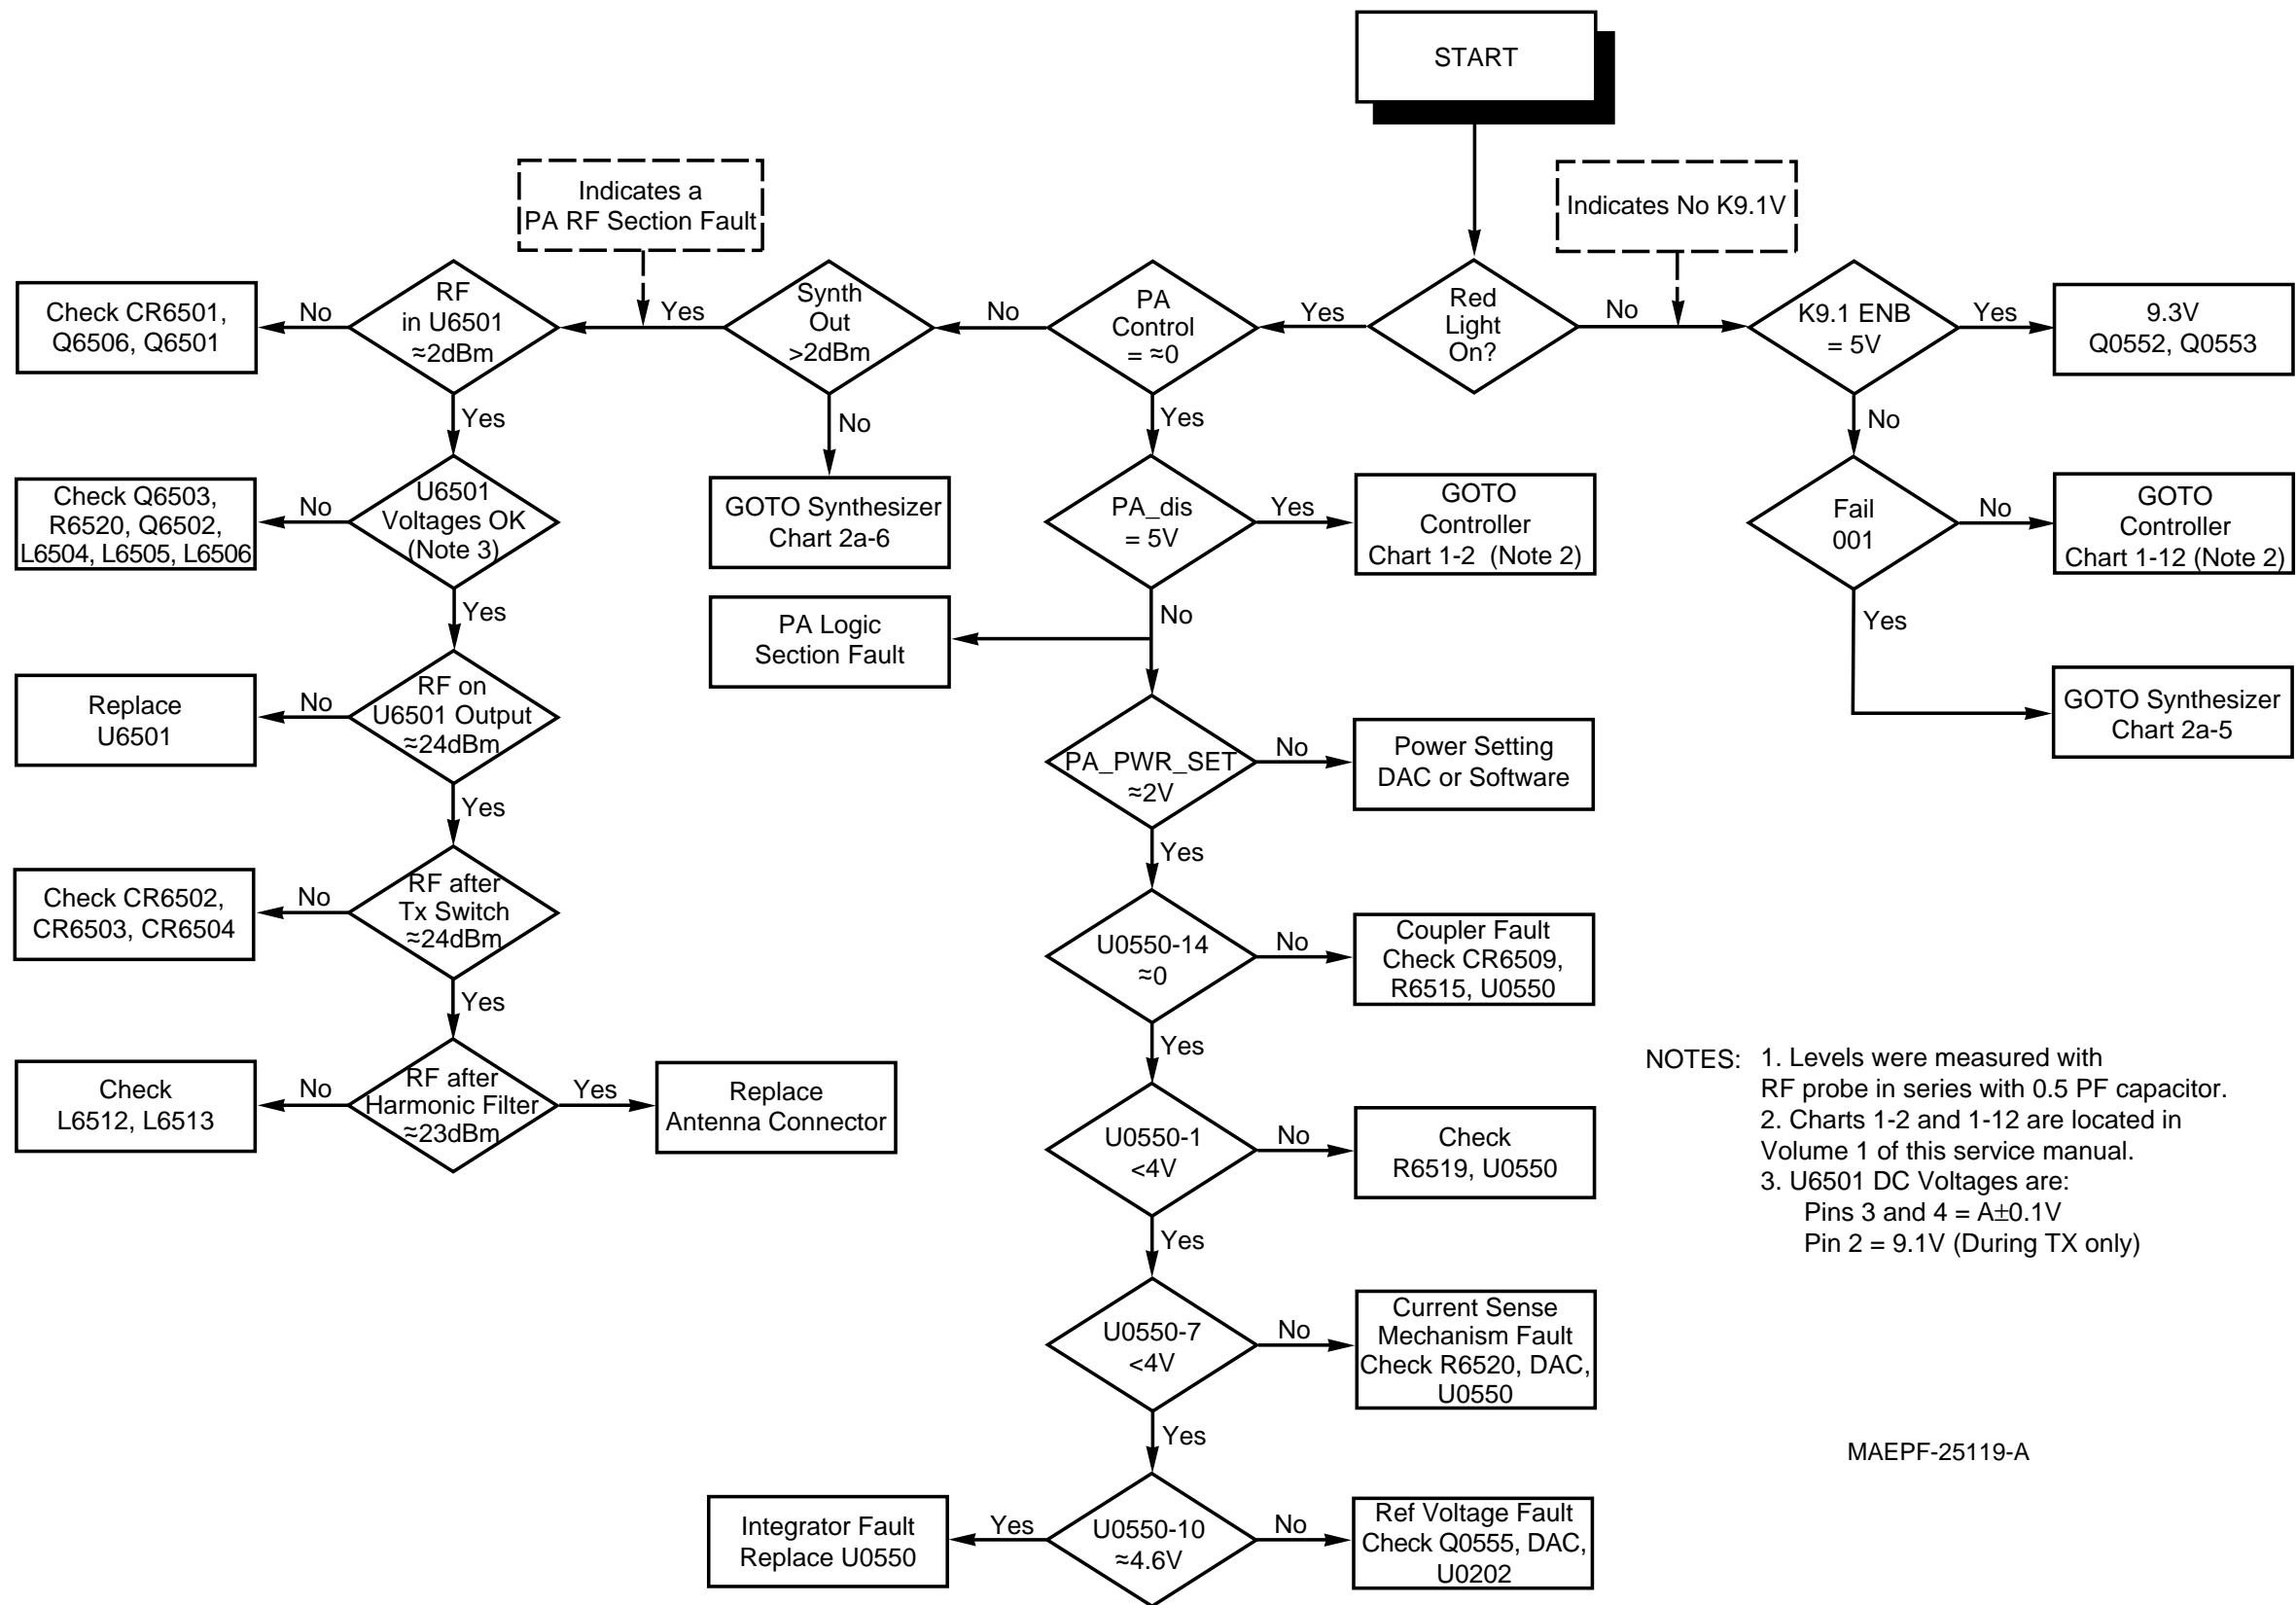 START
Indicates a
PA RF Section Fault
Indicates No K9.1V
Check CR6501,
Q6506, Q6501
No
RF
in U6501
≈2dBm
Yes
Synth
Out
>2dBm
No
PA
Control
= ≈0
Yes
Red
Light
On?
No
K9.1 ENB
= 5V
Yes
9.3V
Q0552, Q0553
Yes
No
Yes
No
Check Q6503,
R6520, Q6502,
L6504, L6505, L6506
No
U6501
Voltages OK
(Note 3)
GOTO Synthesizer
Chart 2a-6
PA_dis
= 5V
Yes
GOTO
Controller
Chart 1-2 (Note 2)
Fail
001
No
GOTO
Controller
Chart 1-12 (Note 2)
Yes
PA Logic
Section Fault
No
Yes
Replace
U6501
No
RF on
U6501 Output
≈24dBm
GOTO Synthesizer
Chart 2a-5
PA_PWR_SET
≈2V
No
Power Setting
DAC or Software
Yes
Yes
Check CR6502,
CR6503, CR6504
No
RF after
Tx Switch
≈24dBm
U0550-14
≈0
No
Coupler Fault
Check CR6509,
R6515, U0550
Yes
Yes
Check
L6512, L6513
No
RF after
Harmonic Filter
≈23dBm
Yes
Replace
Antenna Connector
U0550-1
<4V
No
Check
R6519, U0550
Yes
U0550-7
<4V
No
Current Sense
Mechanism Fault
Check R6520, DAC,
U0550
Yes
Integrator Fault
Replace U0550
Yes
U0550-10
≈4.6V
No
Ref Voltage Fault
Check Q0555, DAC,
U0202
NOTES: 1. Levels were measured with
RF probe in series with 0.5 PF capacitor.
2. Charts 1-2 and 1-12 are located in
Volume 1 of this service manual.
3. U6501 DC Voltages are:
Pins 3 and 4 = A±0.1V
Pin 2 = 9.1V (During TX only)
MAEPF-25119-A